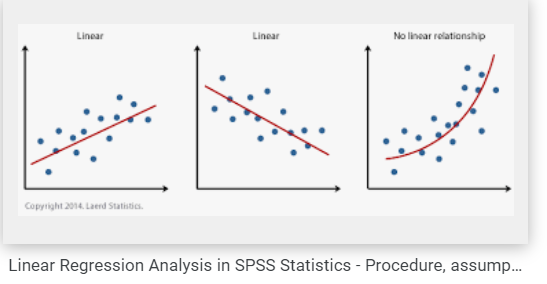 Linear
Linear
No linear relationship
Copyright 2014. Laerd Statistics.
Linear Regression Analysis in SPSS Statistics - Procedure, assump...